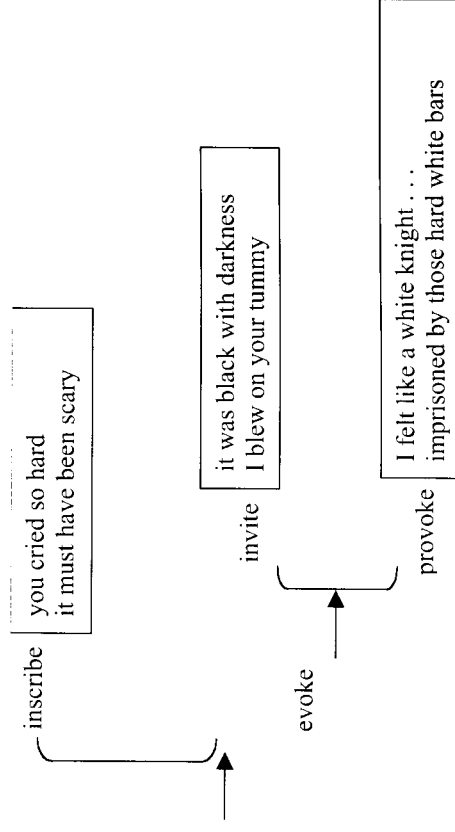 inscribe
you cried so hard
it must have been scary
evoke
invite
it was black with darkness
I blew on your tummy
provoke
I felt like a white knight . . .
imprisoned by those hard white bars